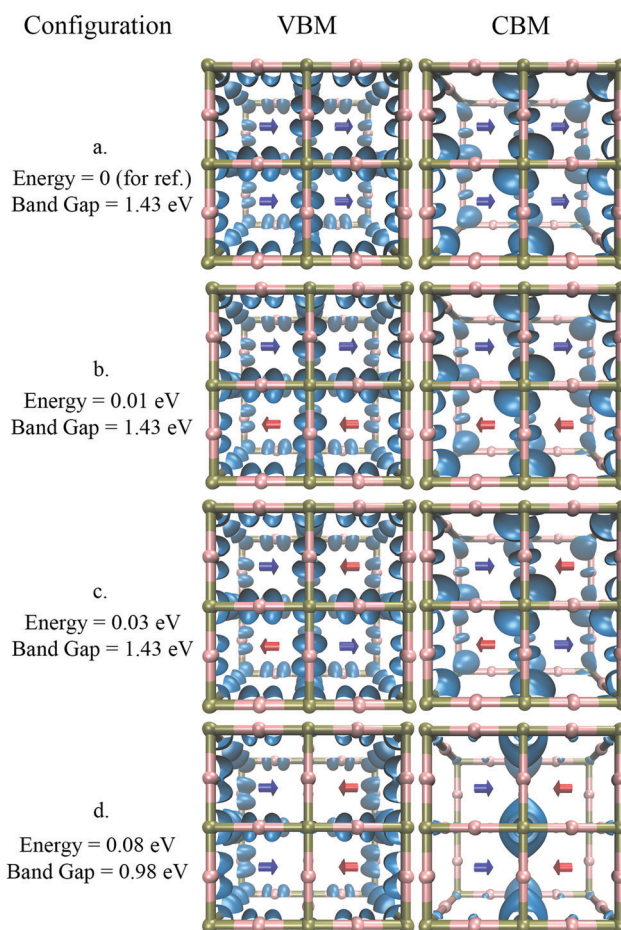 Configuration VBM CBM
a.
Energy = 0 (for ref.)
Band Gap = 1.43 eV
b.
Energy = 0.01 eV
Band Gap = 1.43 eV
c.
Energy = 0.03 eV
Band Gap = 1.43 eV
d.
Energy = 0.08 eV
Band Gap = 0.98 eV